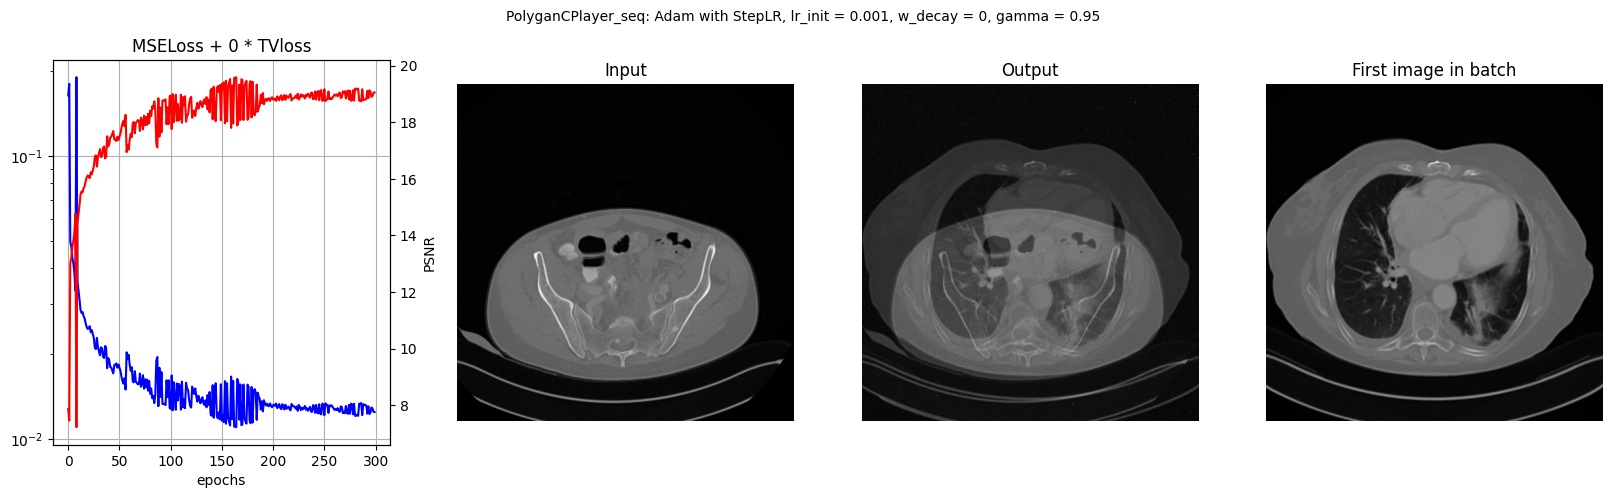 PolyganCPlayer_seq: Adam with StepLR, lr_init = 0.001, w_decay = 0, gamma = 0.95
MSELoss + 0 * TVloss
Input
Output
First image in batch
10⁻¹
10⁻²
20
18
16
14
12
10
8
PSNR
0
50
100
150
200
250
300
epochs